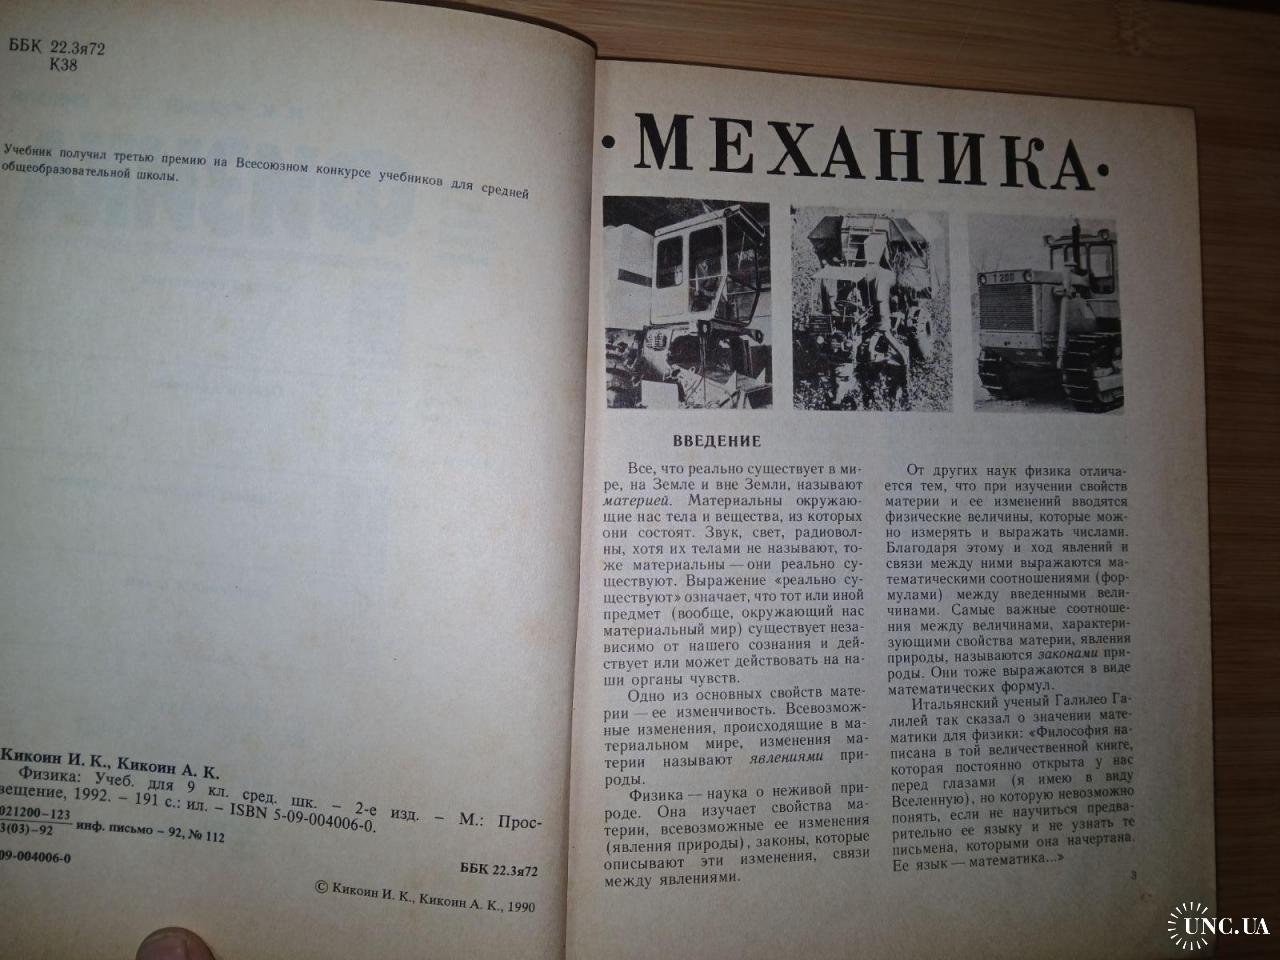 ББК 22.3я72
К38
Учебник получил третью премию на Всесоюзном конкурсе учебников для средней
общеобразовательной школы.
Кикоин И. К., Кикоин А. К.
Физика: Учеб. для 9 кл. сред. шк. – 2-е изд. – М.: Прос-
вещение, 1992. – 191 с.: ил. – ISBN 5-09-004006-0.
021200–123
3(03)–92
инф. письмо – 92, № 112
09-004006-0
ББК 22.3я72
© Кикоин И. К., Кикоин А. К., 1990
·МЕХАНИКА·
Т 200
ВВЕДЕНИЕ
Все, что реально существует в ми-
ре, на Земле и вне Земли, называют
материей. Материальны окружаю-
щие нас тела и вещества, из которых
они состоят. Звук, свет, радиовол-
ны, хотя их телами не называют, то-
же материальны — они реально су-
ществуют. Выражение «реально су-
ществуют» означает, что тот или иной
предмет (вообще, окружающий нас
материальный мир) существует неза-
висимо от нашего сознания и дей-
ствует или может действовать на на-
ши органы чувств.
Одно из основных свойств мате-
рии — ее изменчивость. Всевозмож-
ные изменения, происходящие в ма-
териальном мире, изменения ма-
терии называют явлениями при-
роды.
Физика — наука о неживой при-
роде. Она изучает свойства ма-
терии, всевозможные ее изменения
(явления природы), законы, которые
описывают эти изменения, связи
между явлениями.
От других наук физика отлича-
ется тем, что при изучении свойств
материи и ее изменений вводятся
физические величины, которые мож-
но измерять и выражать числами.
Благодаря этому и ход явлений и
связи между ними выражаются ма-
тематическими соотношениями (фор-
мулами) между введенными вели-
чинами. Самые важные соотноше-
ния между величинами, характери-
зующими свойства материи, явления
природы, называются законами при-
роды. Они тоже выражаются в виде
математических формул.
Итальянский ученый Галилео Га-
лилей так сказал о значении мате-
матики для физики: «Философия на-
писана в той величественной книге,
которая постоянно открыта у нас
перед глазами (я имею в виду
Вселенную), но которую невозможно
понять, если не научиться предва-
рительно ее языку и не узнать те
письмена, которыми она начертана.
Ее язык — математика...»
3
UNC.UA